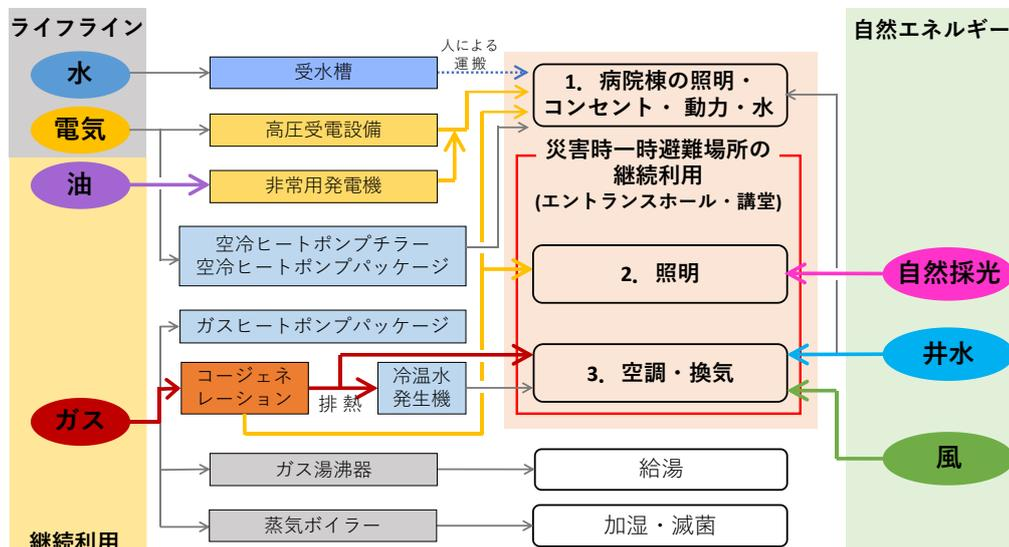 ライフライン
水
電気
油
ガス
継続利用
受水槽
高圧受電設備
非常用発電機
空冷ヒートポンプチラー
空冷ヒートポンプパッケージ
ガスヒートポンプパッケージ
コージェネ
レーション
排 熱
冷温水
発生機
ガス湯沸器
蒸気ボイラー
人による
運搬
1．病院棟の照明・
コンセント・ 動力・水
災害時一時避難場所の
継続利用
(エントランスホール・講堂)
2．照明
3．空調・換気
給湯
加湿・滅菌
自然エネルギー
自然採光
井水
風